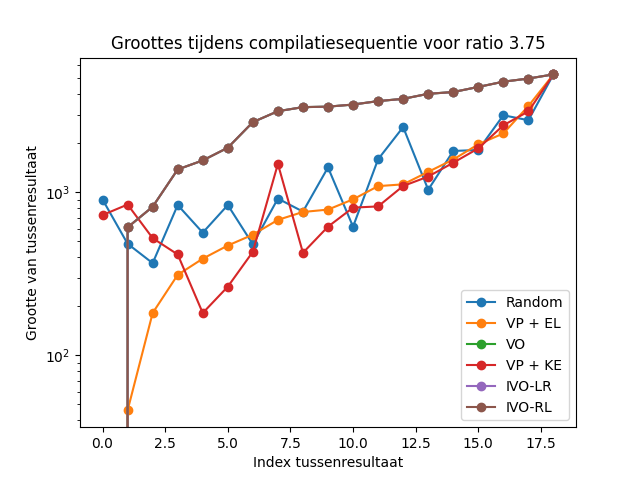 Groottes tijdens compilatiesequentie voor ratio 3.75
Grootte van tussenresultaat
10³
10²
Random
VP + EL
VO
VP + KE
IVO-LR
IVO-RL
0.0 2.5 5.0 7.5 10.0 12.5 15.0 17.5
Index tussenresultaat